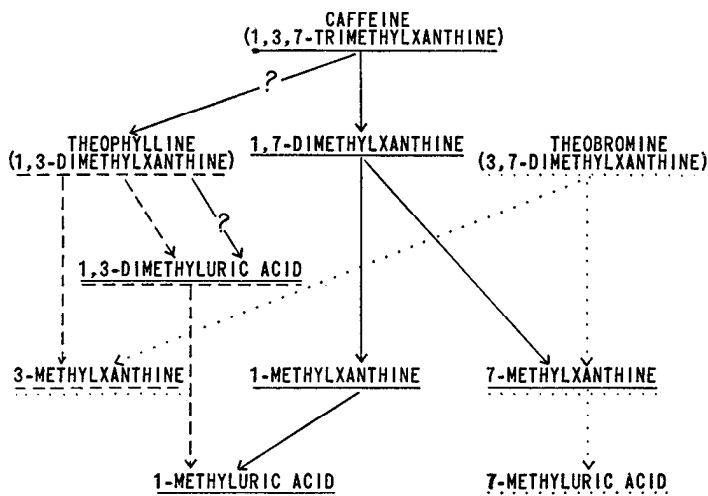 CAFFEINE
(1,3,7-TRIMETHYLXANTHINE)
?
THEOPHYLLINE
(1,3-DIMETHYLXANTHINE)
1,7-DIMETHYLXANTHINE
THEOBROMINE
(3,7-DIMETHYLXANTHINE)
?
1,3-DIMETHYLURIC ACID
3-METHYLXANTHINE
1-METHYLXANTHINE
7-METHYLXANTHINE
1-METHYLURIC ACID
7-METHYLURIC ACID